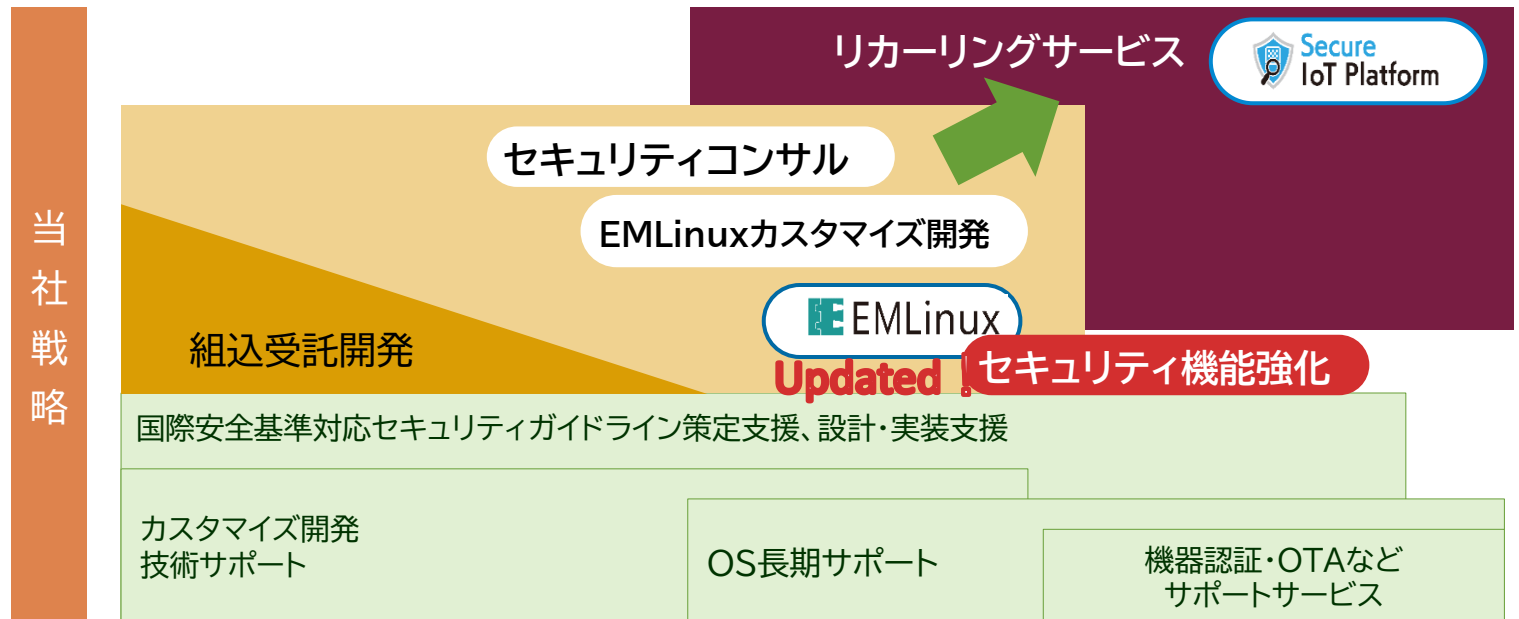 当社戦略
リカーリングサービス
Secure
IoT Platform
セキュリティコンサル
EMLinuxカスタマイズ開発
EMLinux
Updated!
セキュリティ機能強化
組込受託開発
国際安全基準対応セキュリティガイドライン策定支援、設計・実装支援
カスタマイズ開発
技術サポート
OS長期サポート
機器認証・OTAなど
サポートサービス